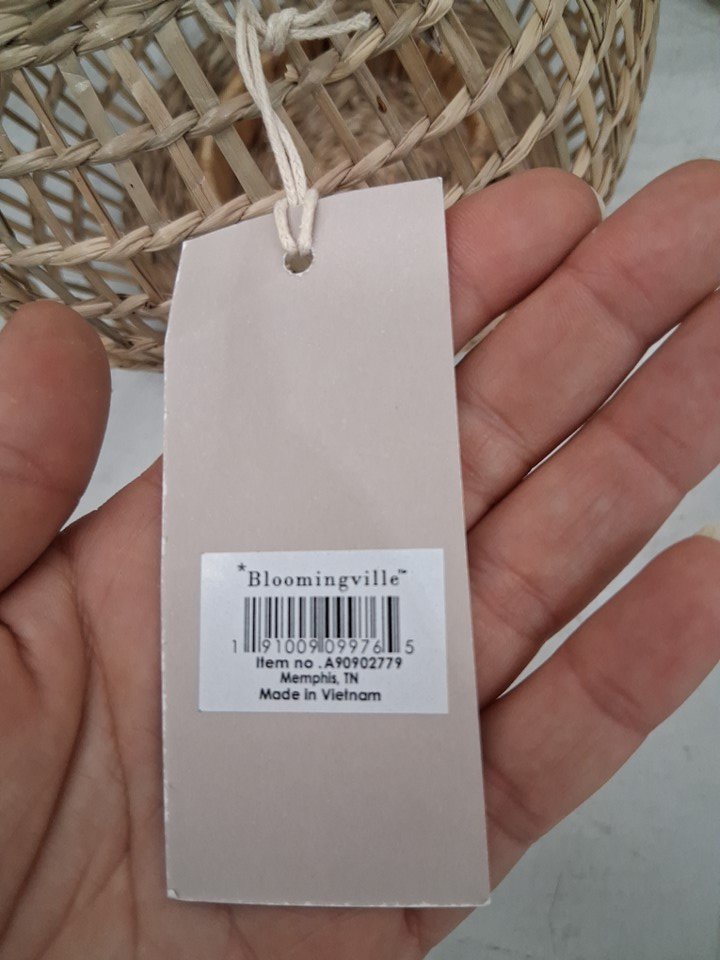 *Bloomingville™
1 91009 09976 5
Item no .A90902779
Memphis, TN
Made in Vietnam